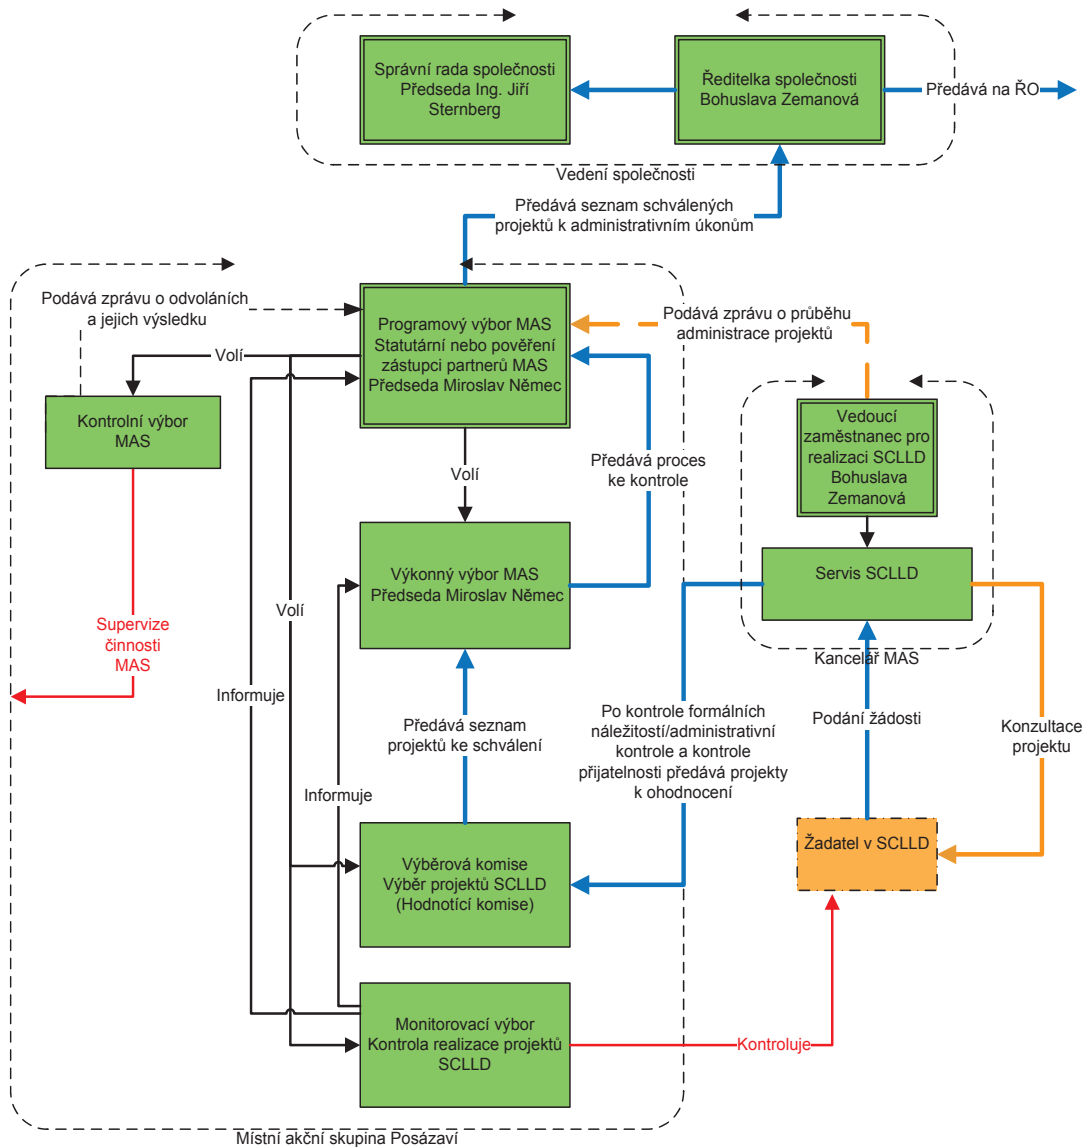 Správní rada společnosti
Předseda Ing. Jiří
Sternberg
Ředitelka společnosti
Bohuslava Zemanová
Předává na ŘO
Vedení společnosti
Předává seznam schválených
projektů k administrativním úkonům
Podává zprávu o odvoláních
a jejich výsledku
Programový výbor MAS
Statutární nebo pověření
zástupci partnerů MAS
Předseda Miroslav Němec
Podává zprávu o průběhu
administrace projektů
Volí
Kontrolní výbor
MAS
Vedoucí
zaměstnanec pro
realizaci SCLLD
Bohuslava
Zemanová
Volí
Předává proces
ke kontrole
Výkonný výbor MAS
Předseda Miroslav Němec
Servis SCLLD
Volí
Supervize
činnosti
MAS
Kancelář MAS
Informuje
Předává seznam
projektů ke schválení
Po kontrole formálních
náležitostí/administrativní
kontrole a kontrole
přijatelnosti předává projekty
k ohodnocení
Podání žádosti
Konzultace
projektu
Informuje
Výběrová komise
Výběr projektů SCLLD
(Hodnotící komise)
Žadatel v SCLLD
Monitorovací výbor
Kontrola realizace projektů
SCLLD
Kontroluje
Místní akční skupina Posázaví